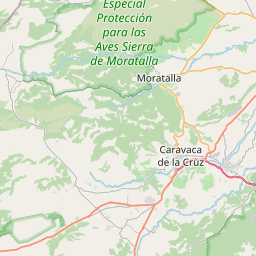 Especial
Protección
para las
Aves Sierra
de Moratalla
Moratalla
Caravaca
de la Cruz